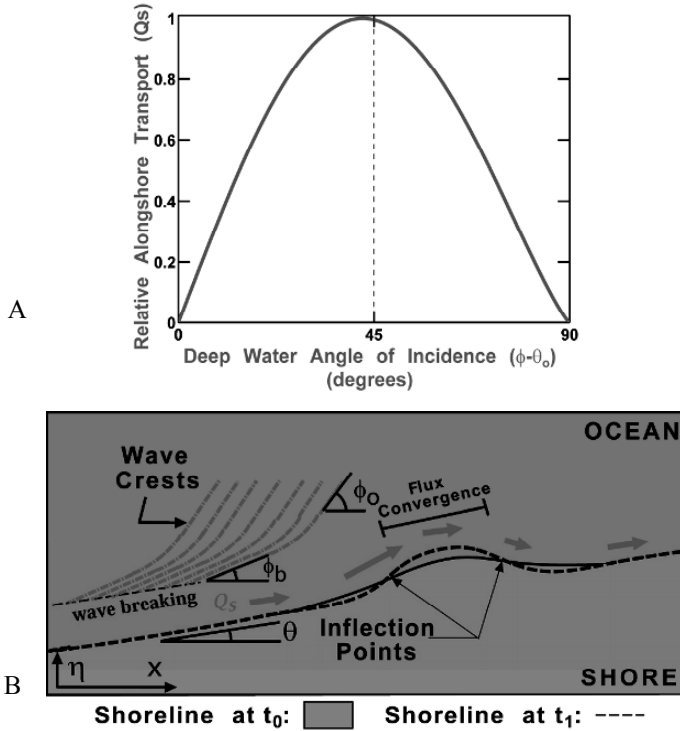 Relative Alongshore Transport (Qs)
1
0.8
0.6
0.4
0.2
0
0 45 90
Deep Water Angle of Incidence (ϕ-θo)
(degrees)
A
OCEAN
Wave
Crests
ϕO
Flux
Convergence
ϕb
wave breaking
Qs
θ
Inflection
Points
η
x
SHORE
B
Shoreline at t0: Shoreline at t1: ----